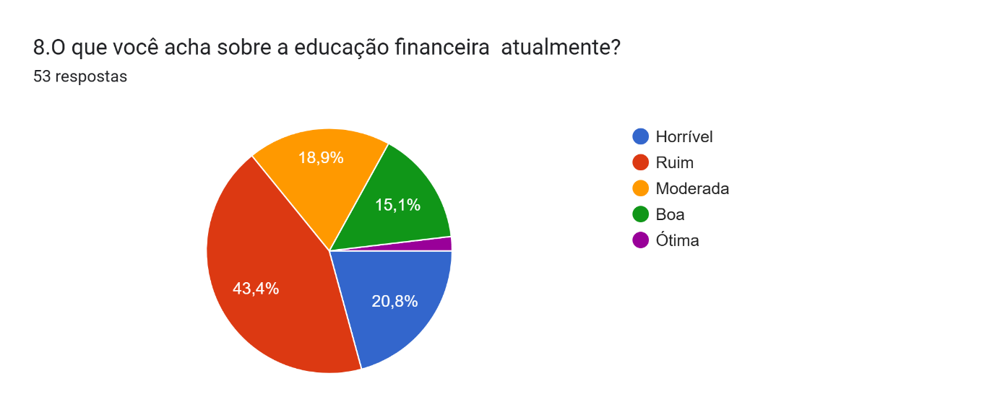 8.O que você acha sobre a educação financeira  atualmente?
53 respostas
18,9%
15,1%
43,4%
20,8%
Horrível
Ruim
Moderada
Boa
Ótima